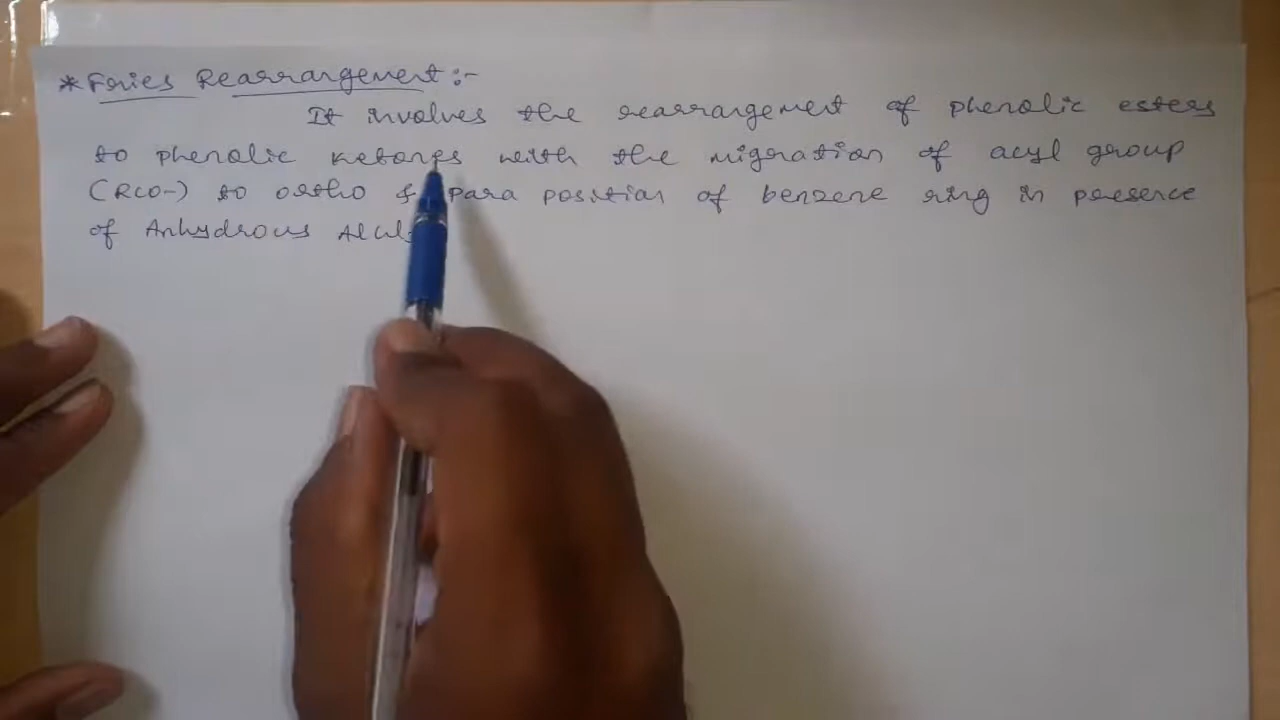 * Fries Rearrangement :-
It involves the rearrangement of phenolic esters
to phenolic ketones with the migration of acyl group
(RCO-) to ortho & para position of benzene ring in presence
of Anhydrous